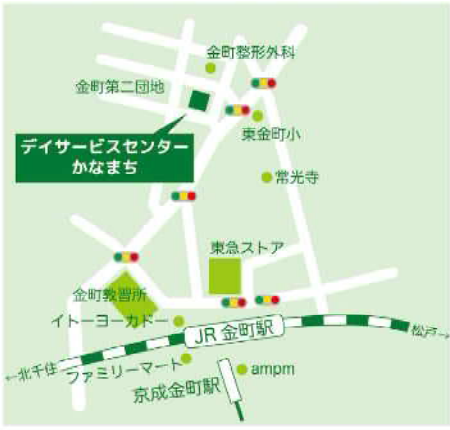 金町整形外科
金町第二団地
デイサービスセンター
かなまち
東金町小
常光寺
東急ストア
金町教習所
イトーヨーカドー
JR 金町駅
松戸→
←北千住
ファミリーマート
ampm
京成金町駅